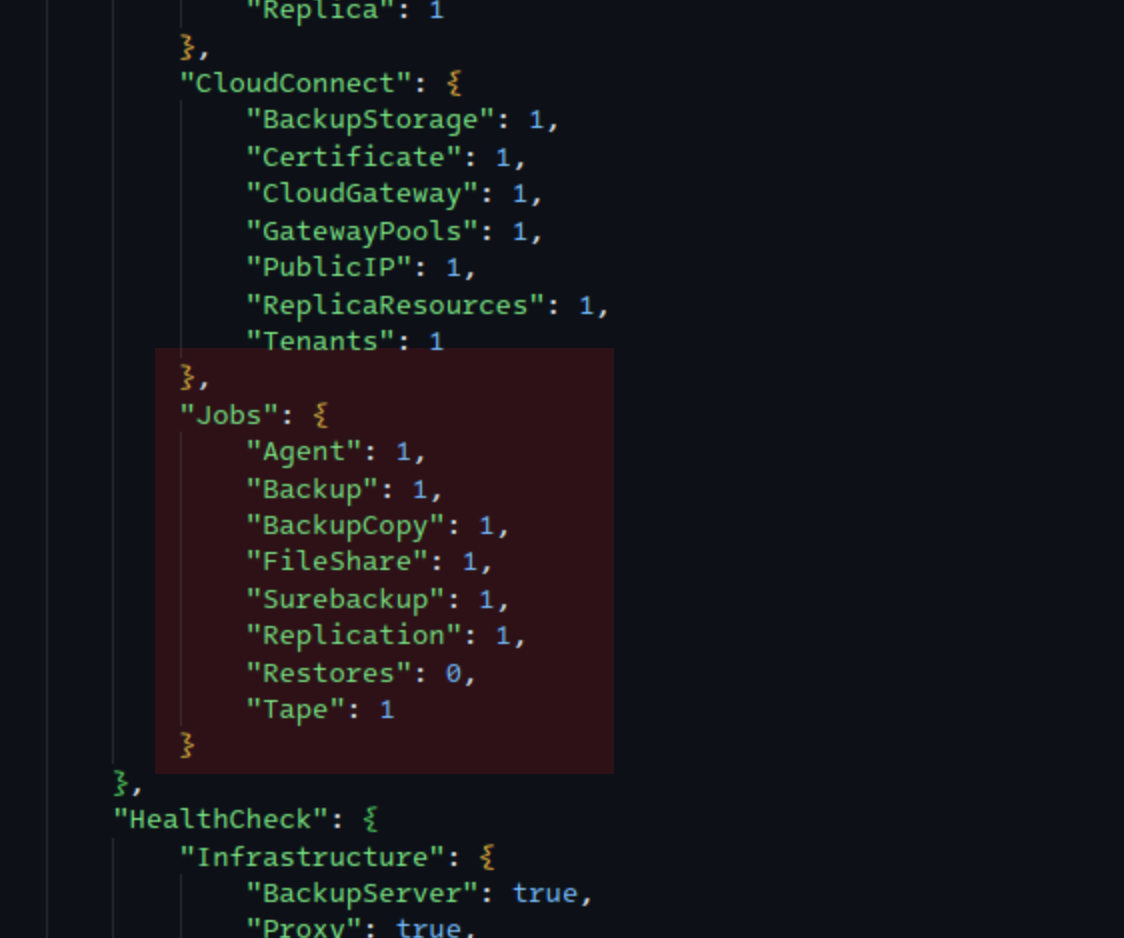 "Replica": 1
},
"CloudConnect": {
"BackupStorage": 1,
"Certificate": 1,
"CloudGateway": 1,
"GatewayPools": 1,
"PublicIP": 1,
"ReplicaResources": 1,
"Tenants": 1
},
"Jobs": {
"Agent": 1,
"Backup": 1,
"BackupCopy": 1,
"FileShare": 1,
"Surebackup": 1,
"Replication": 1,
"Restores": 0,
"Tape": 1
}
},
"HealthCheck": {
"Infrastructure": {
"BackupServer": true,
"Proxy": true,